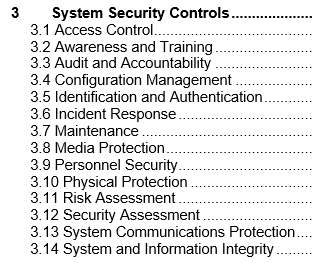 3 System Security Controls....................
3.1 Access Control.......................................
3.2 Awareness and Training........................
3.3 Audit and Accountability ........................
3.4 Configuration Management ...................
3.5 Identification and Authentication............
3.6 Incident Response.................................
3.7 Maintenance ..........................................
3.8 Media Protection....................................
3.9 Personnel Security.................................
3.10 Physical Protection ..............................
3.11 Risk Assessment .................................
3.12 Security Assessment ...........................
3.13 System Communications Protection....
3.14 System and Information Integrity .........